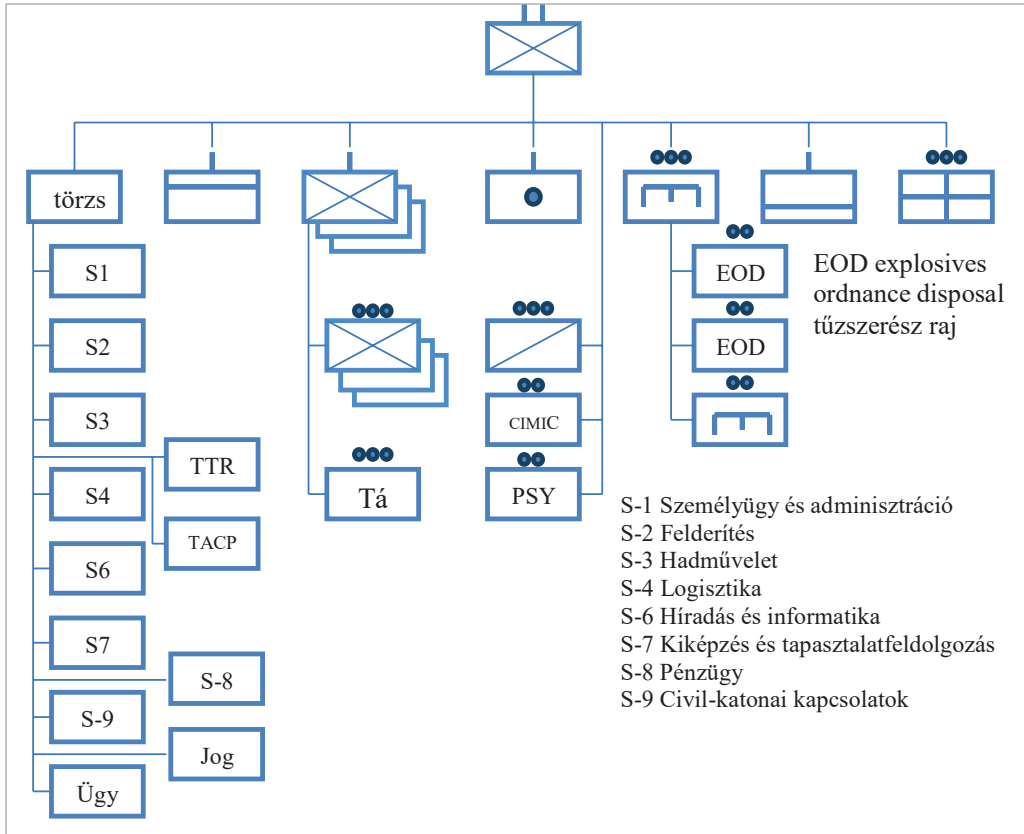 törzs
S1
S2
S3
TTR
S4
TACP
S6
S7
S-8
S-9
Jog
Ügy
Tá
CIMIC
PSY
EOD
EOD
EOD explosives
ordnance disposal
tűzszerész raj
S-1 Személyügy és adminisztráció
S-2 Felderítés
S-3 Hadművelet
S-4 Logisztika
S-6 Híradás és informatika
S-7 Kiképzés és tapasztalatfeldolgozás
S-8 Pénzügy
S-9 Civil-katonai kapcsolatok